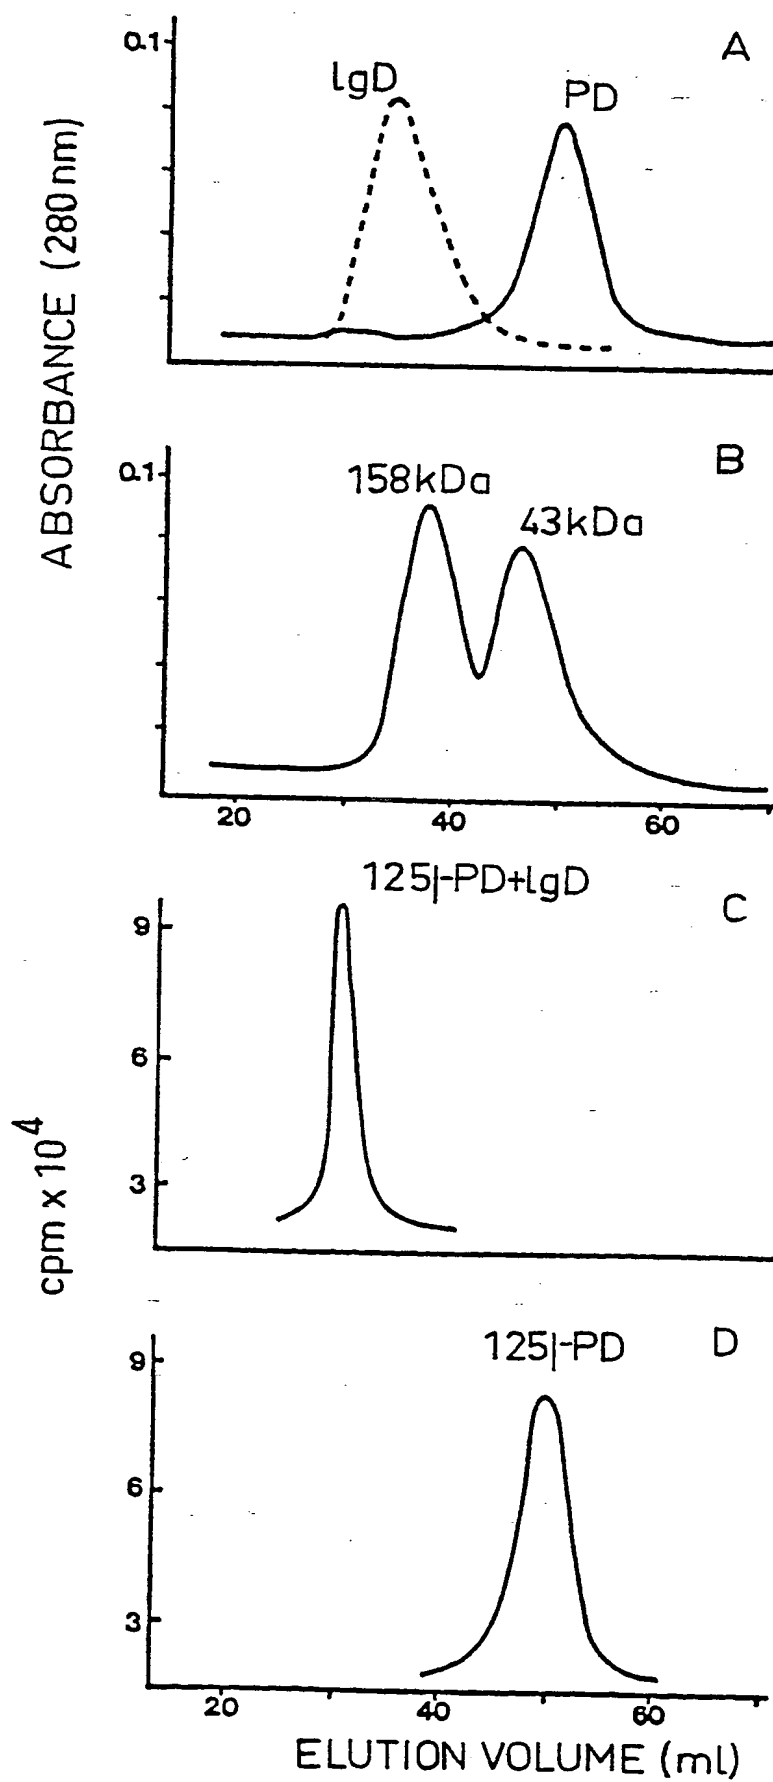 A
0.1
IgD
PD
ABSORBANCE (280nm)
B
0.1
158kDa
43kDa
20 40 60
125I-PD+IgD
C
9
6
3
cpm x 10^4
125I-PD
D
9
6
3
20 40 60
ELUTION VOLUME (ml)